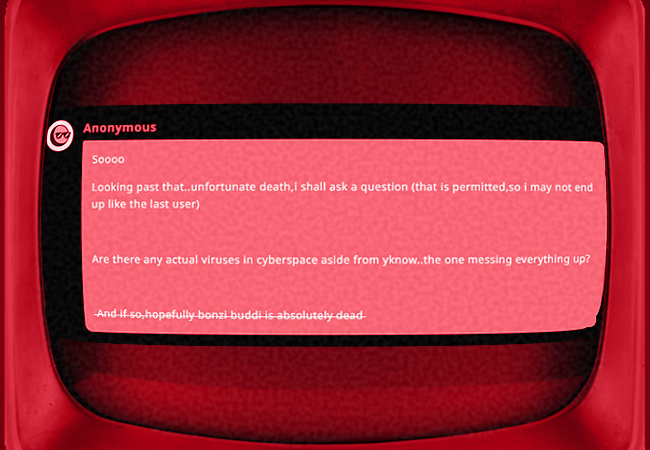 Anonymous
Soooo
Looking past that..unfortunate death,i shall ask a question (that is permitted,so i may not end
up like the last user)
Are there any actual viruses in cyberspace aside from yknow..the one messing everything up?
And if so,hopefully bonzi buddi is absolutely dead